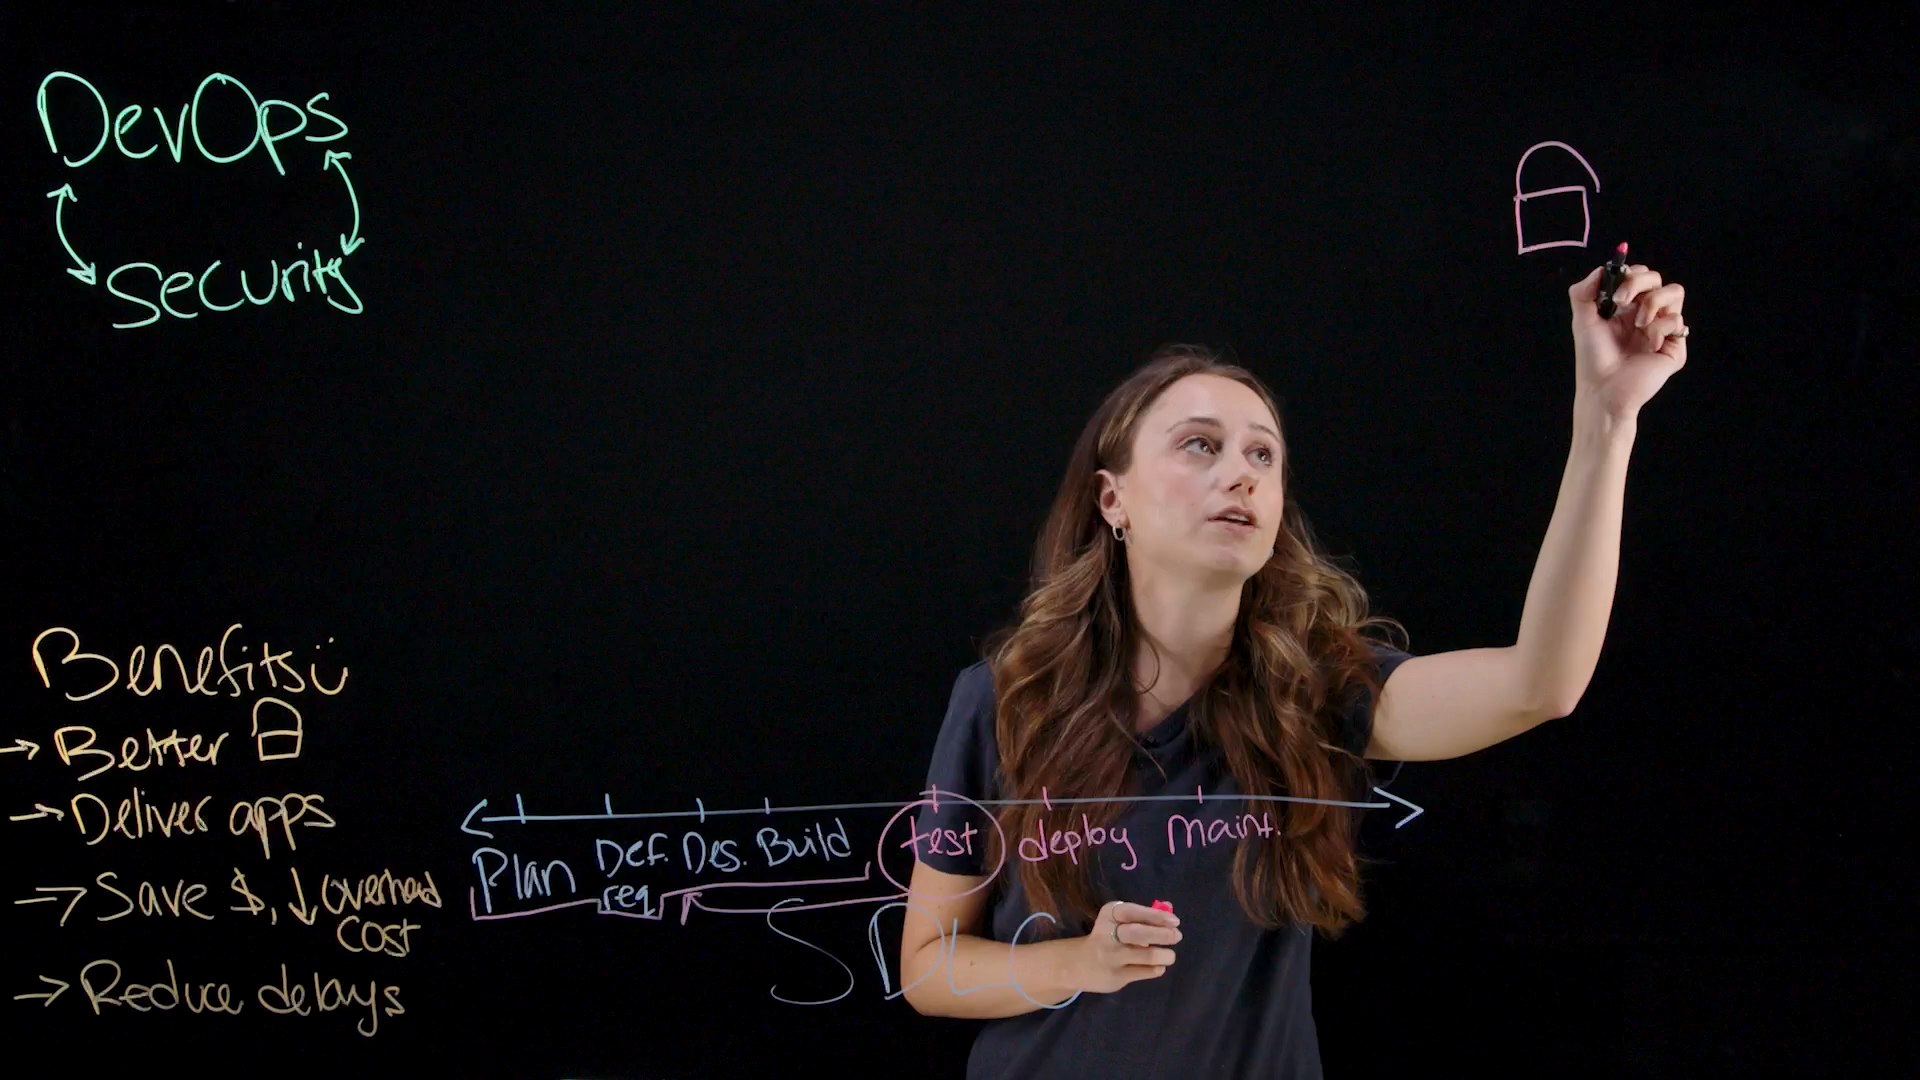 DevOps
Security
Benefits
→ Better
→ Deliver apps
→ Save $, ↓ overhead
cost
→ Reduce delays
Plan Def. Des. Build test deploy Maint.
req.
SDLC